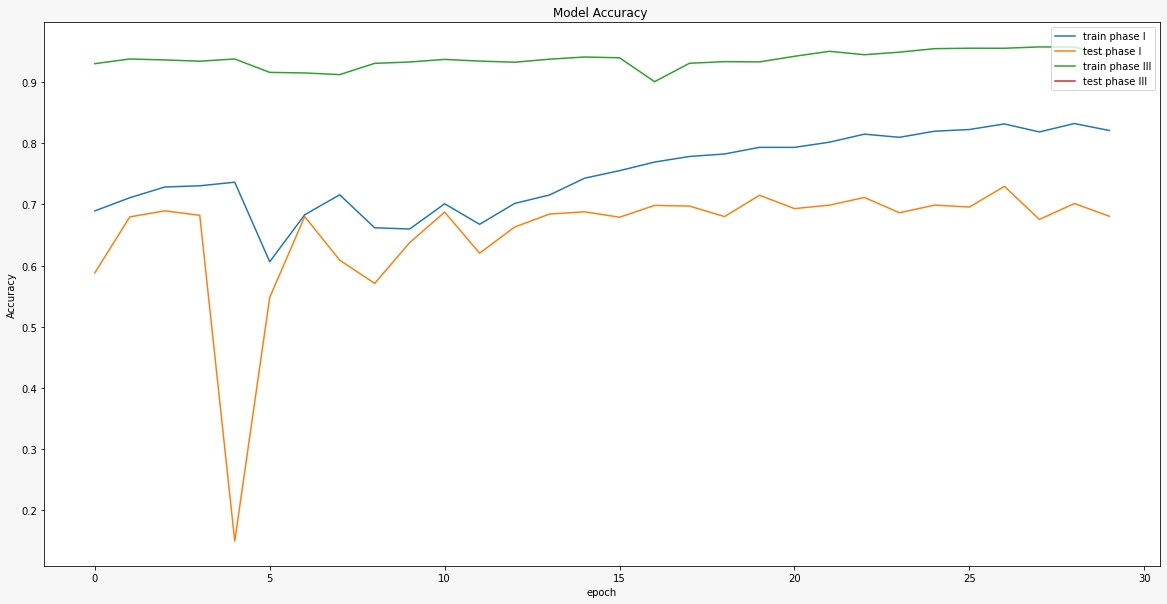 Model Accuracy
train phase I
test phase I
train phase III
test phase III
0.9
0.8
0.7
0.6
0.5
0.4
0.3
0.2
Accuracy
0 5 10 15 20 25 30
epoch